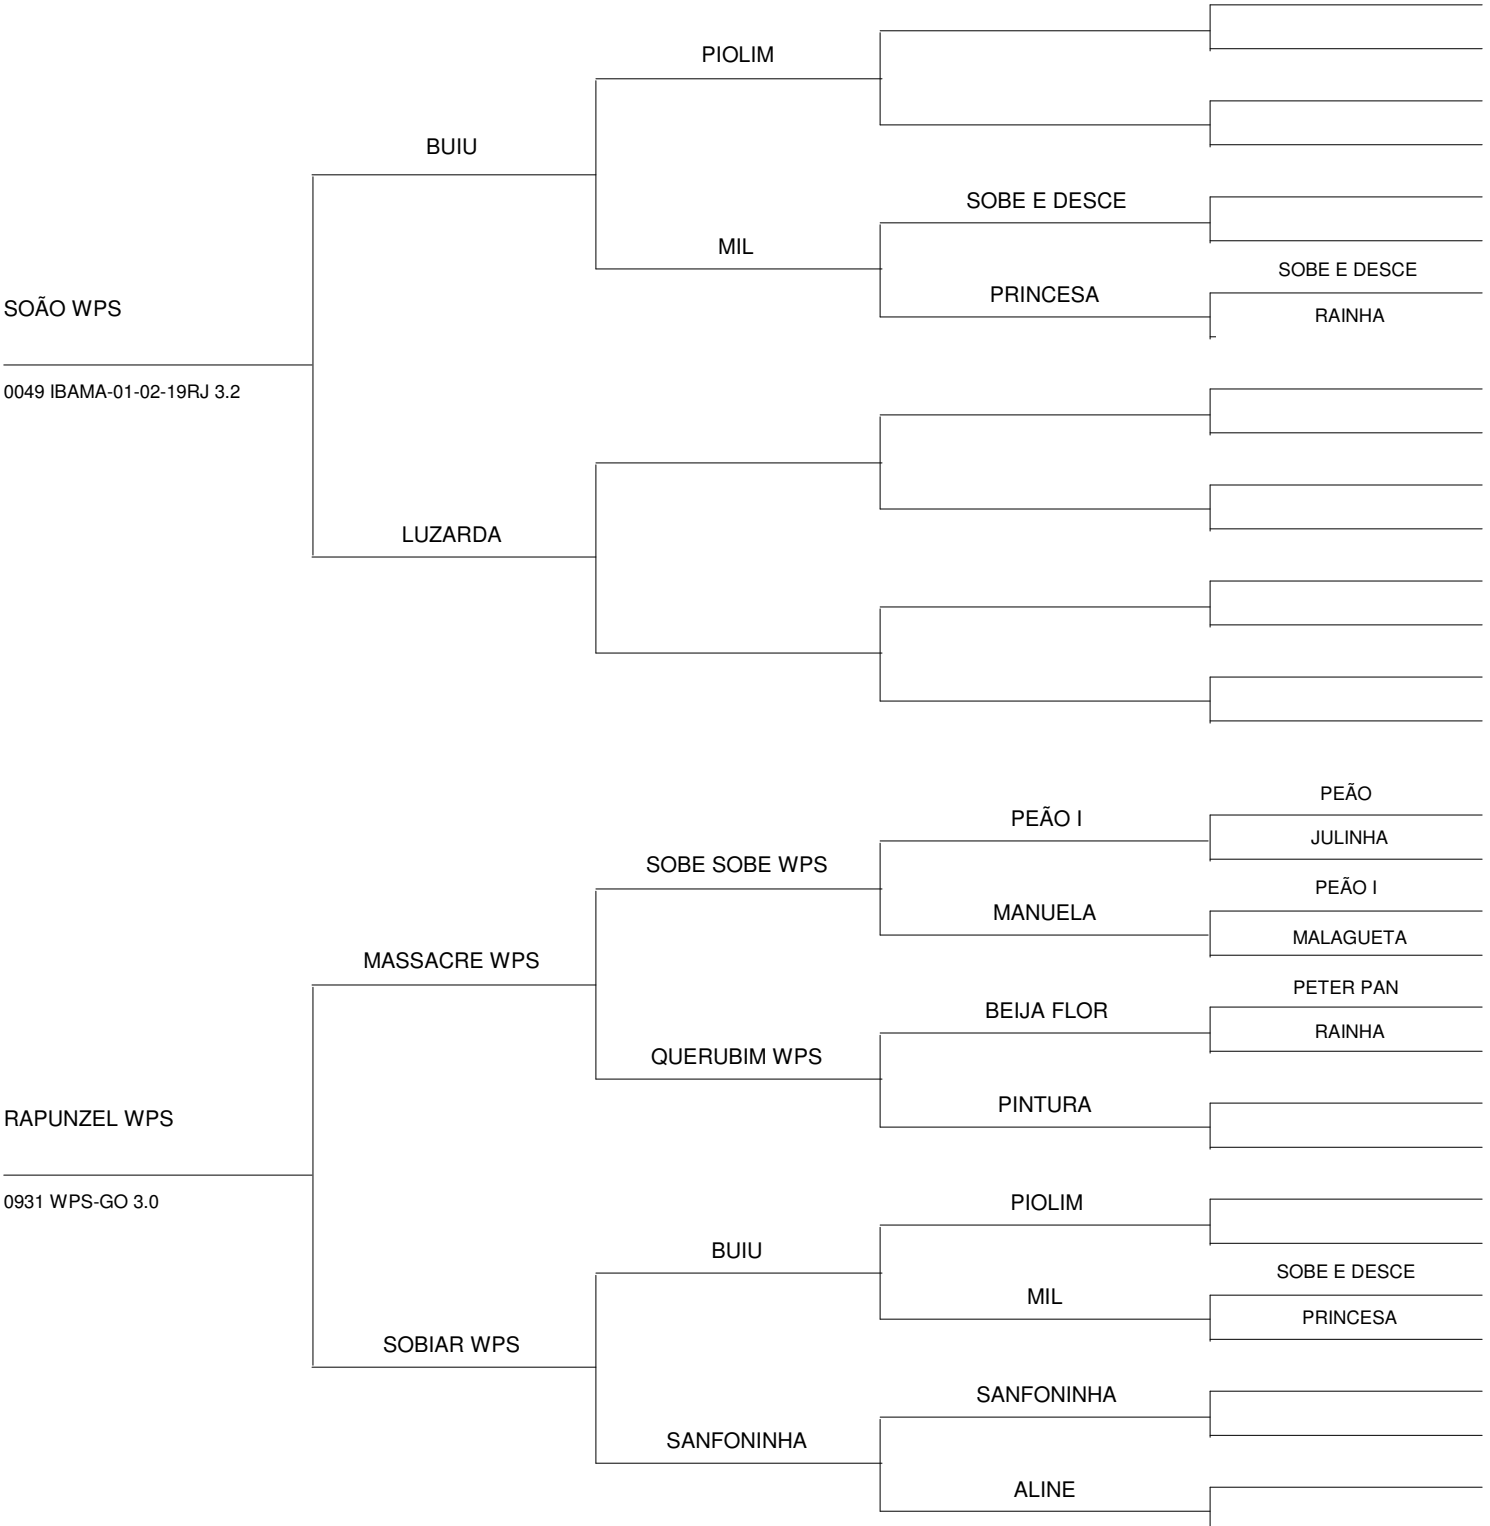 PIOLIM
BUIU
SOBE E DESCE
MIL
SOBE E DESCE
PRINCESA
SOÃO WPS
RAINHA
0049 IBAMA-01-02-19RJ 3.2
LUZARDA
PEÃO
PEÃO I
JULINHA
SOBE SOBE WPS
PEÃO I
MANUELA
MALAGUETA
MASSACRE WPS
PETER PAN
BEIJA FLOR
RAINHA
QUERUBIM WPS
PINTURA
RAPUNZEL WPS
0931 WPS-GO 3.0
PIOLIM
BUIU
SOBE E DESCE
MIL
PRINCESA
SOBIAR WPS
SANFONINHA
SANFONINHA
ALINE